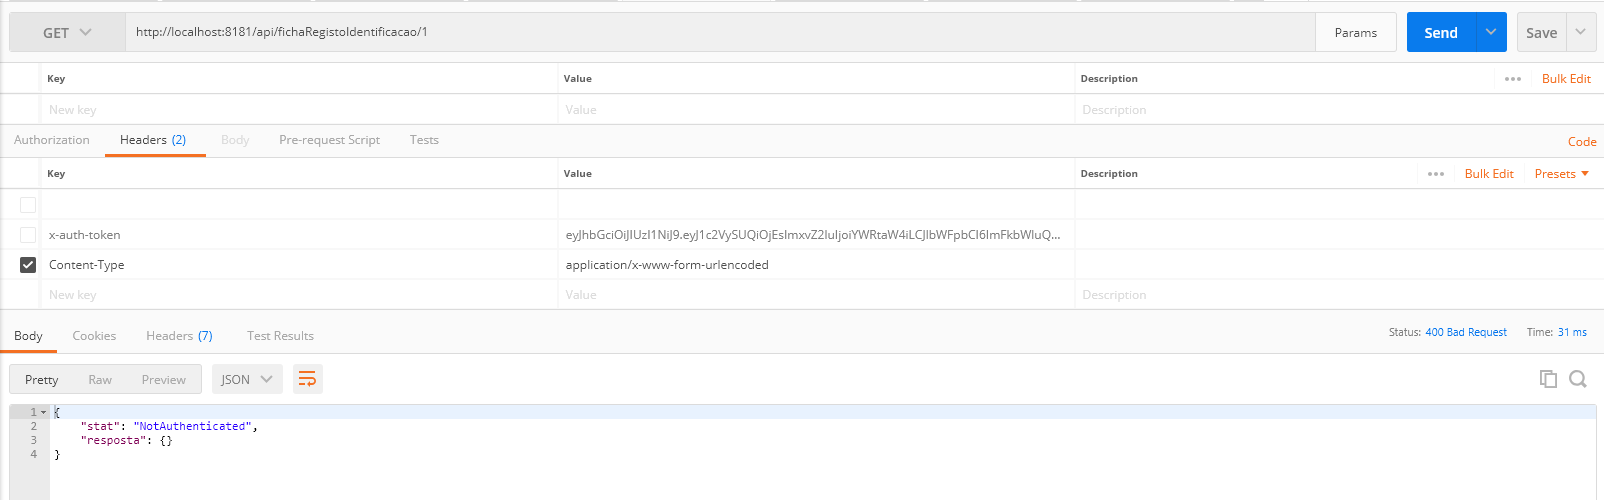 GET http://localhost:8181/api/fichaRegistoIdentificacao/1 Params Send Save
Key Value Description ••• Bulk Edit
New key Value Description
Authorization Headers (2) Body Pre-request Script Tests Code
Key Value Description ••• Bulk Edit Presets
x-auth-token
Content-Type application/x-www-form-urlencoded
New key Value Description
Body Cookies Headers (7) Test Results Status: 400 Bad Request Time: 31 ms
Pretty Raw Preview JSON
1 {
2 "stat": "NotAuthenticated",
3 "resposta": {}
4 }